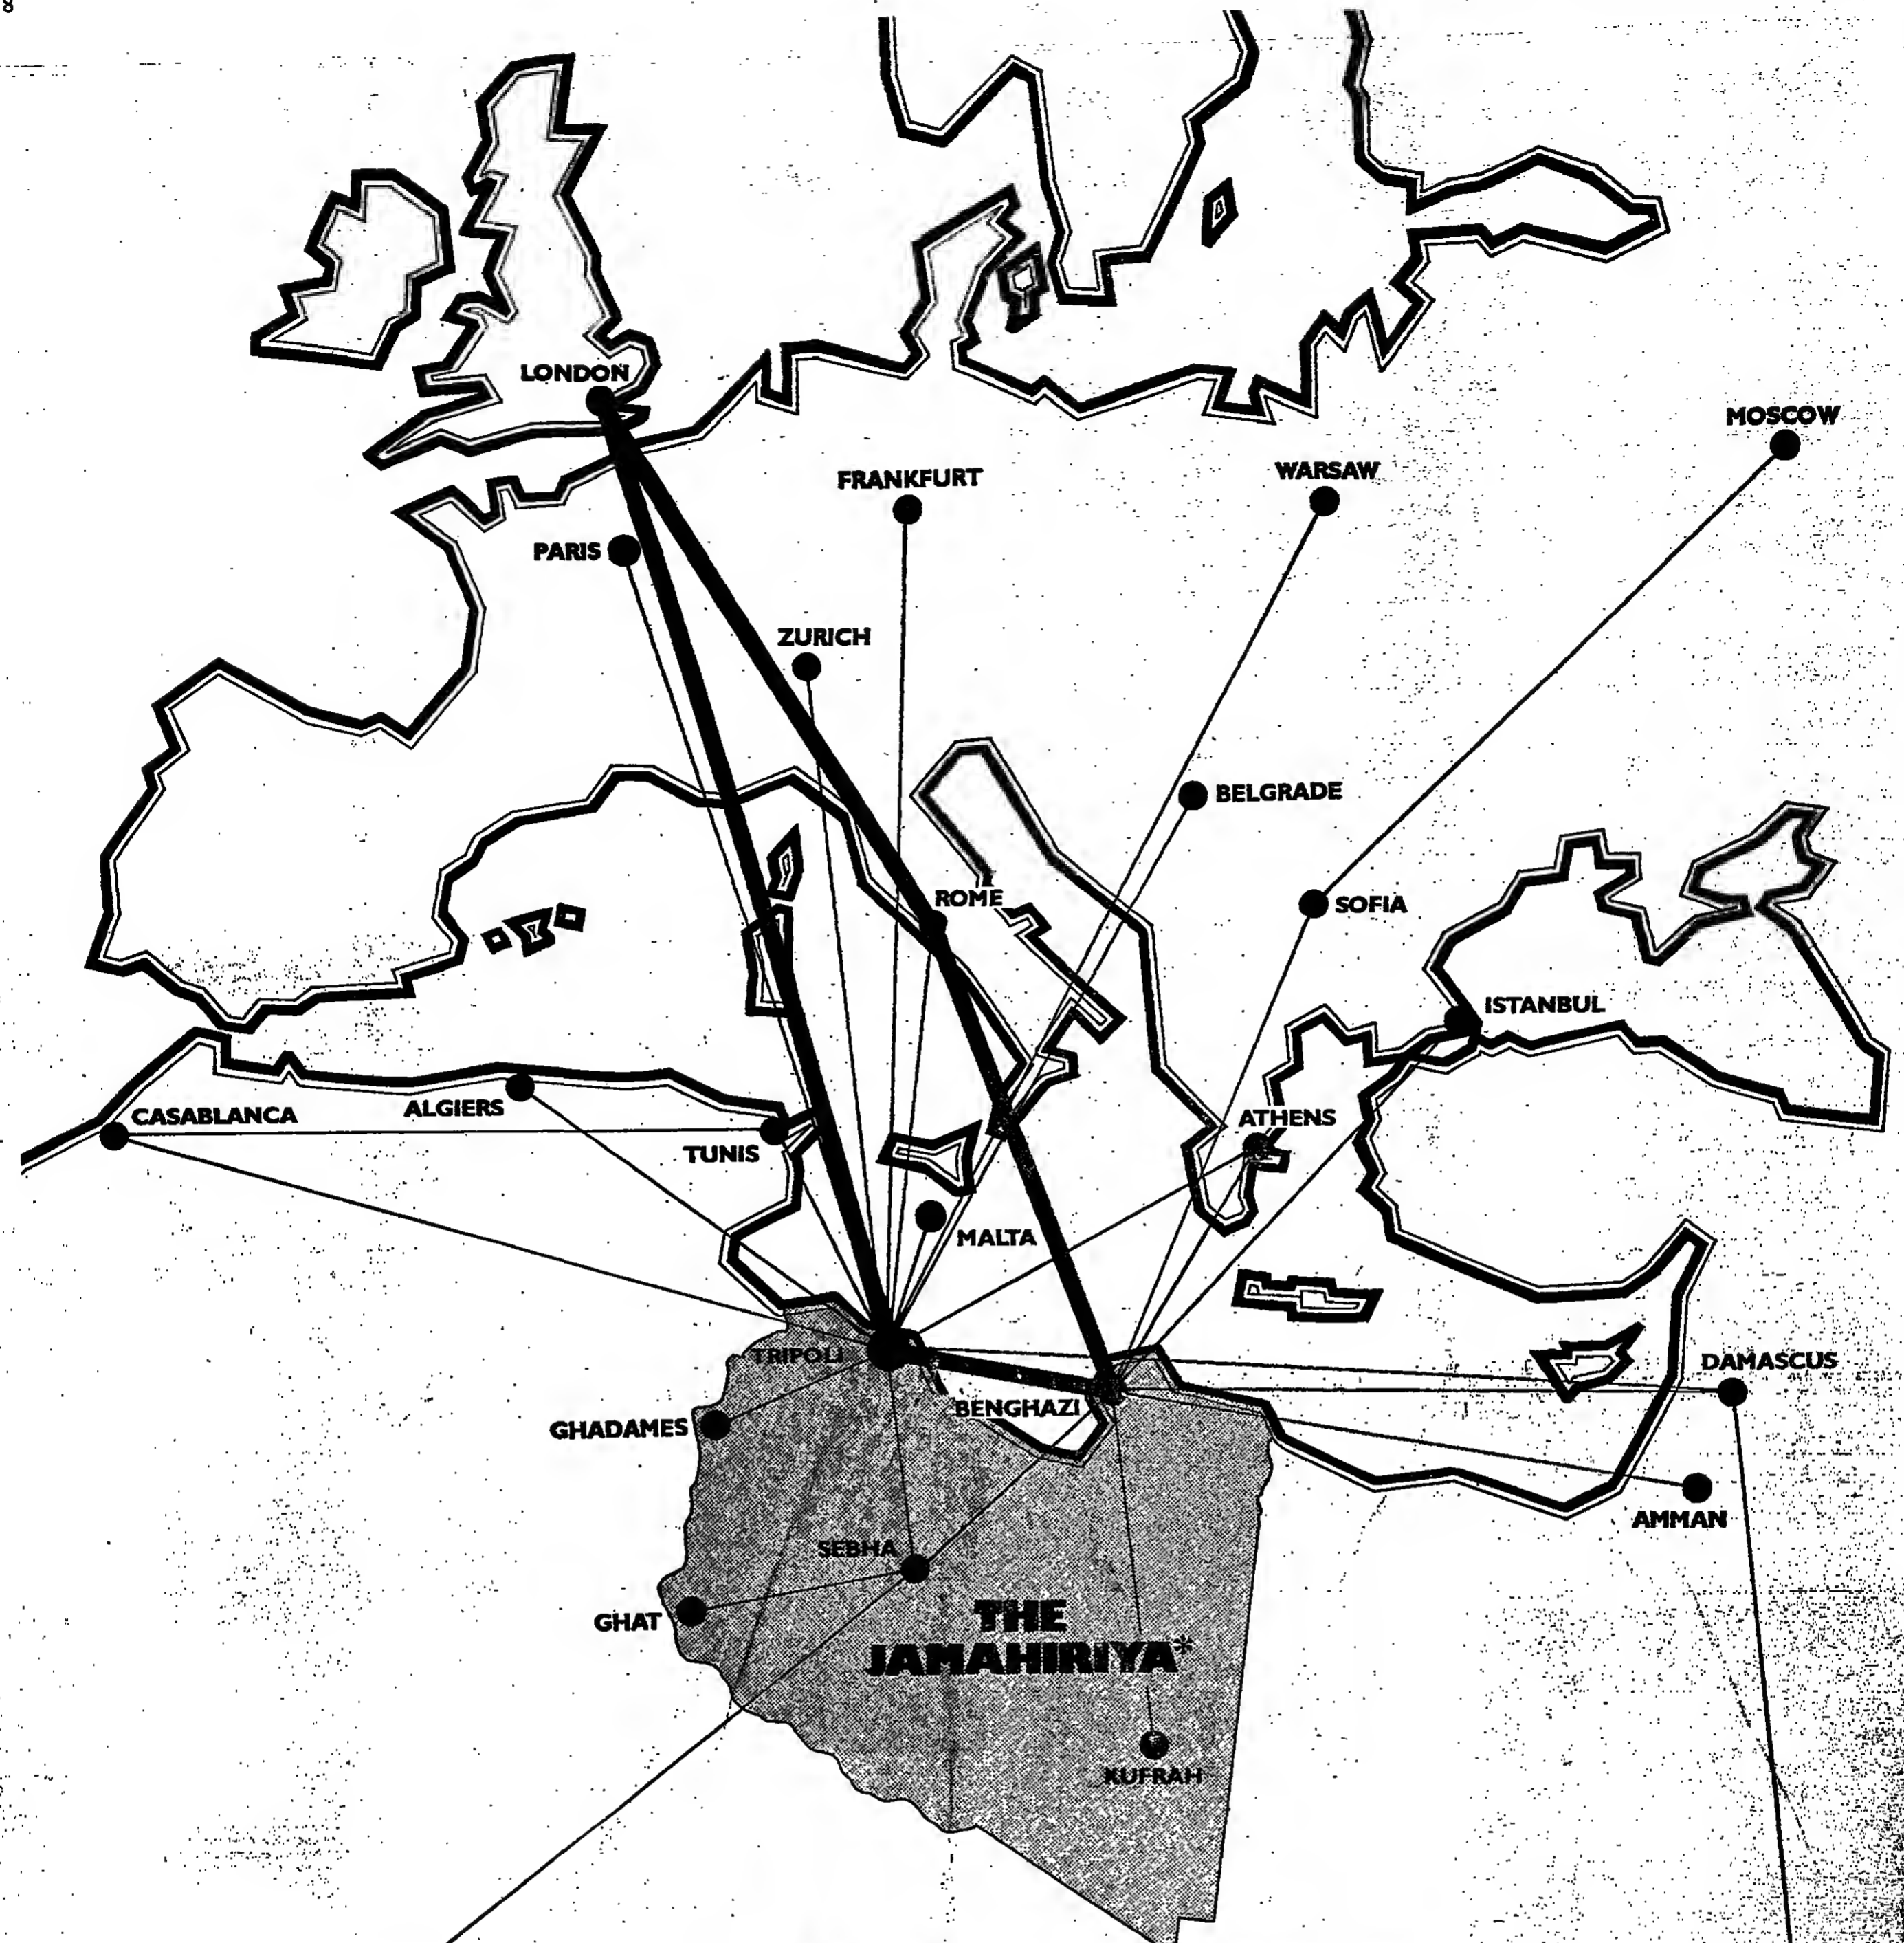 8
LONDON
MOSCOW
FRANKFURT
WARSAW
PARIS
ZURICH
BELGRADE
ROME
SOFIA
ISTANBUL
CASABLANCA
ALGIERS
ATHENS
TUNIS
MALTA
TRIPOLI
DAMASCUS
BENGHAZI
GHADAMES
AMMAN
SEBHA
GHAT
THE
JAMAHIRIYA*
KUFRAH